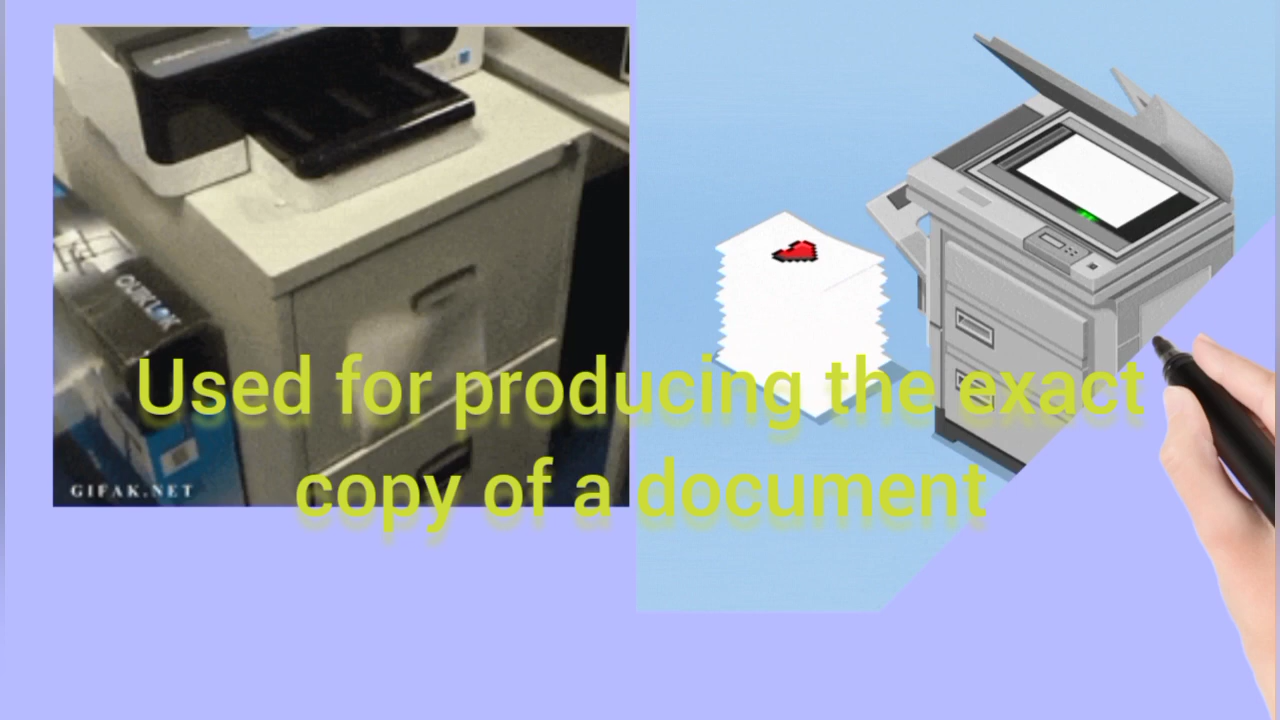 Used for producing the exact
copy of a document
GIFAK.NET